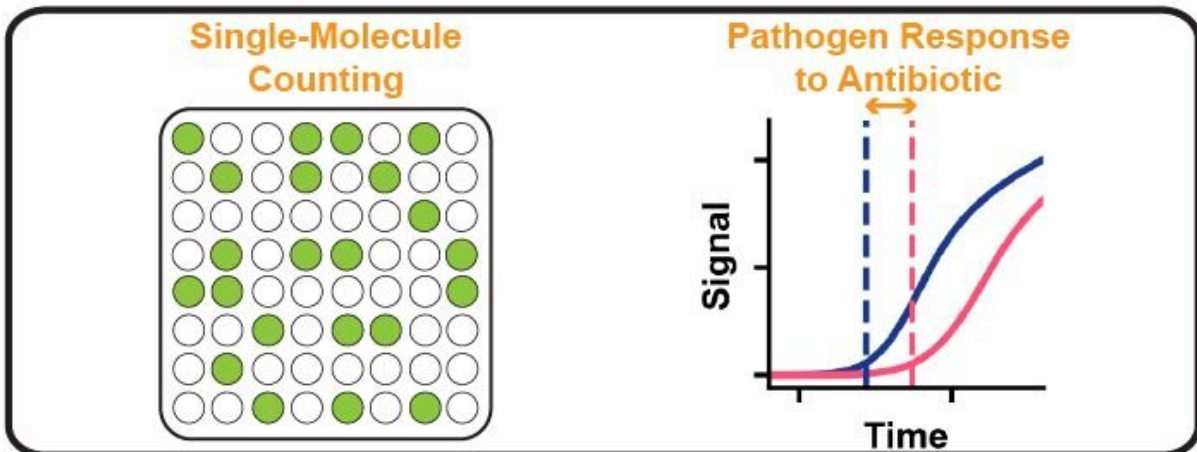 Single-Molecule
Counting
Pathogen Response
to Antibiotic
Signal
Time